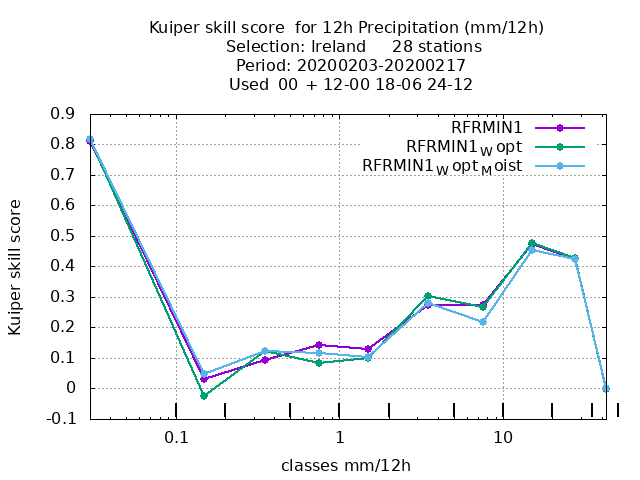 Kuiper skill score  for 12h Precipitation (mm/12h)
Selection: Ireland     28 stations
Period: 20200203-20200217
Used  00  + 12-00 18-06 24-12
RFRMIN1
RFRMIN1_Wopt
RFRMIN1_Wopt_Moist
0.9
0.8
0.7
0.6
0.5
0.4
0.3
0.2
0.1
0
-0.1
Kuiper skill score
0.1 1 10
classes mm/12h